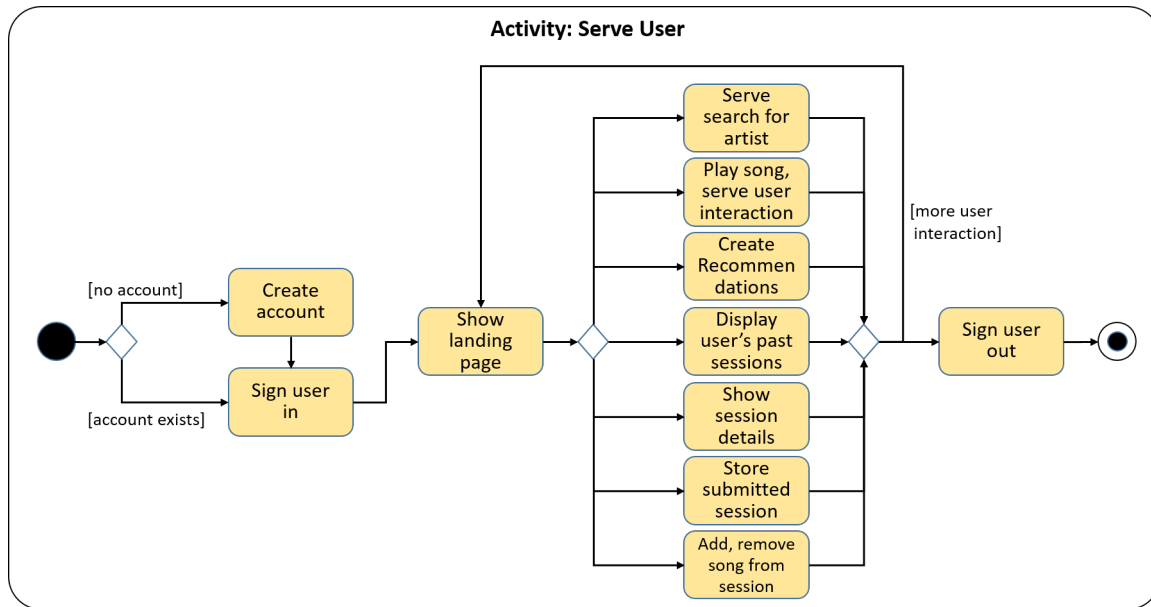 Activity: Serve User
Serve
search for
artist
Play song,
serve user
interaction
[more user
interaction]
Create
Recommen
dations
[no account]
Create
account
Show
landing
page
Display
user's past
sessions
Sign user
out
Sign user
in
[account exists]
Show
session
details
Store
submitted
session
Add, remove
song from
session